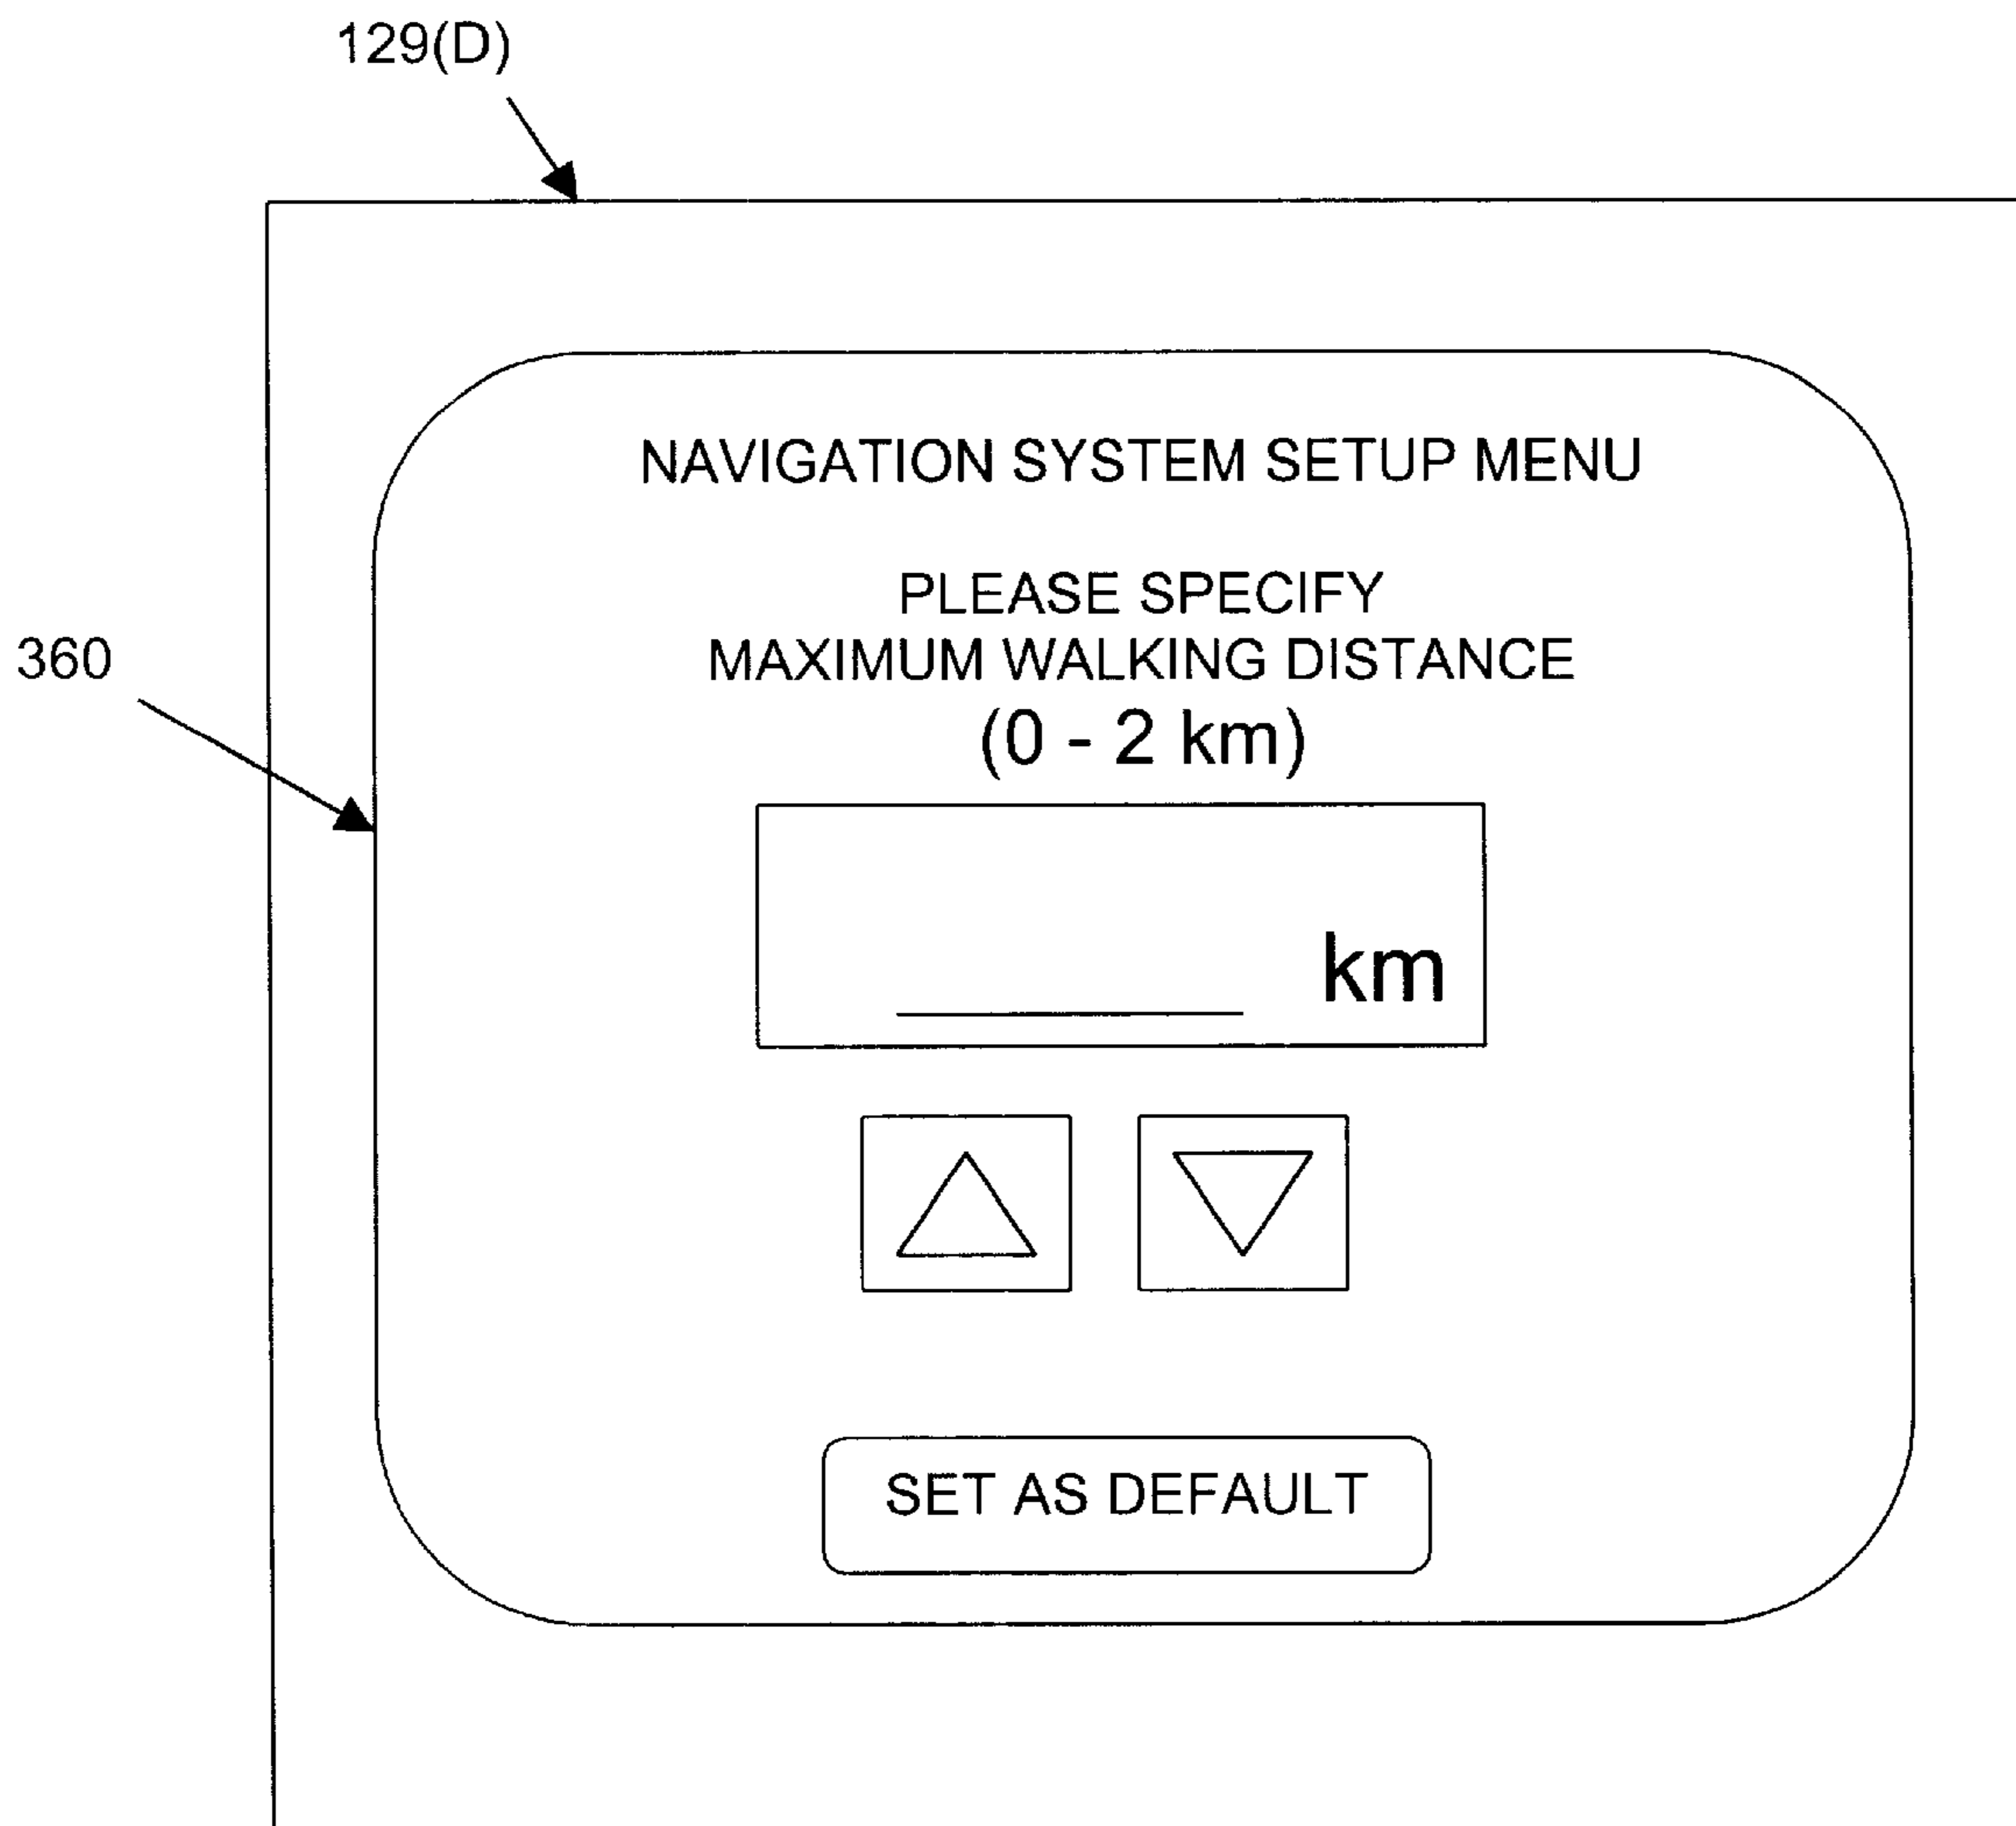 129(D)
NAVIGATION SYSTEM SETUP MENU
PLEASE SPECIFY
MAXIMUM WALKING DISTANCE
(0 - 2 km)
360
km
SET AS DEFAULT